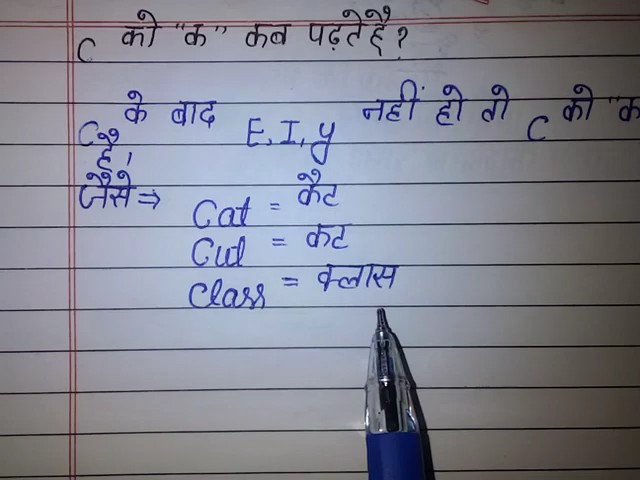 C को "क" कब पढ़ते है?
C के बाद E, I, y नहीं हो तो C को "क
है,
जैसे⇒ Cat = कैट
Cut = कट
Class = क्लास